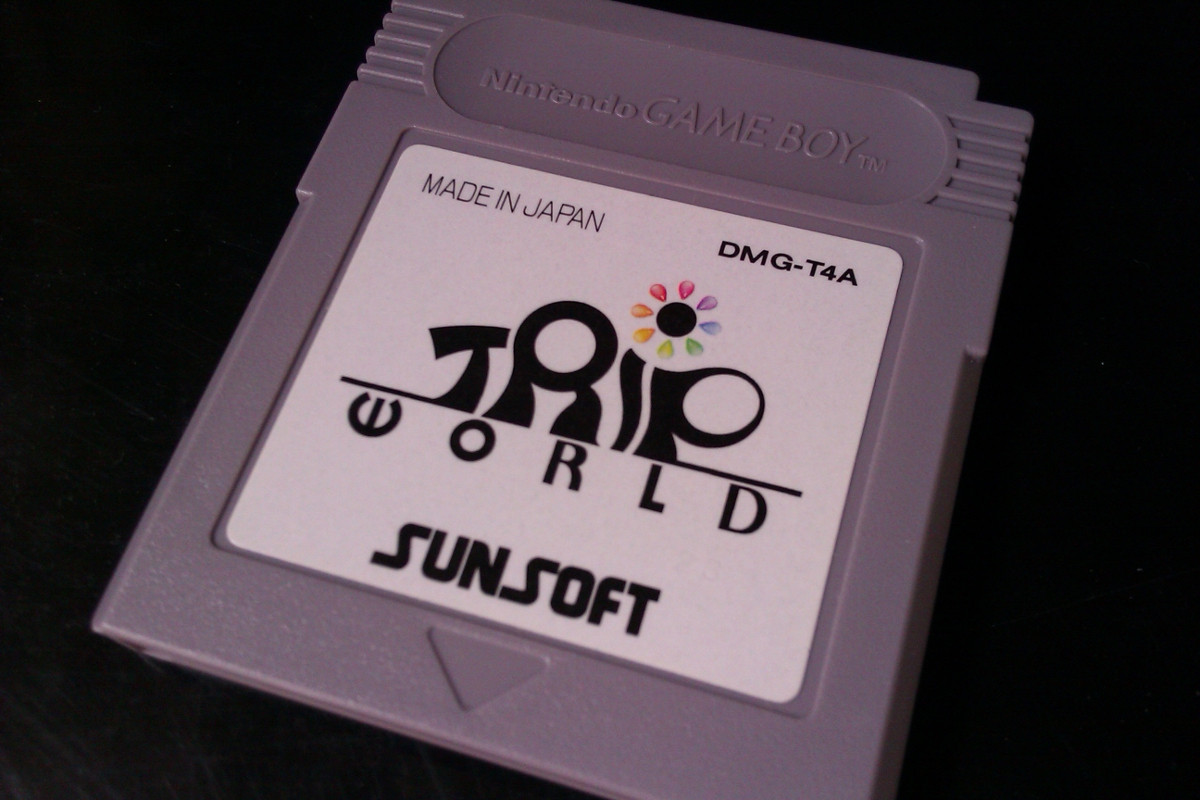 Nintendo GAME BOY™
MADE IN JAPAN
DMG-T4A
TRIP
WORLD
SUNSOFT